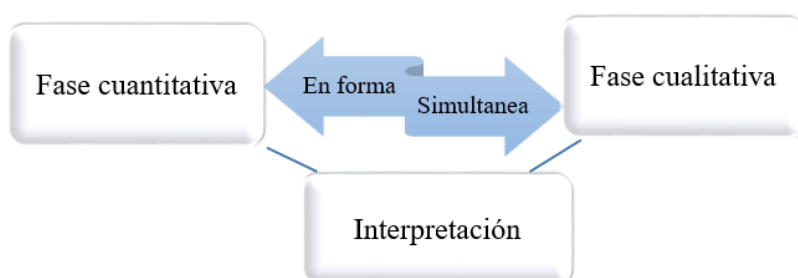 Fase cuantitativa
En forma
Simultanea
Fase cualitativa
Interpretación